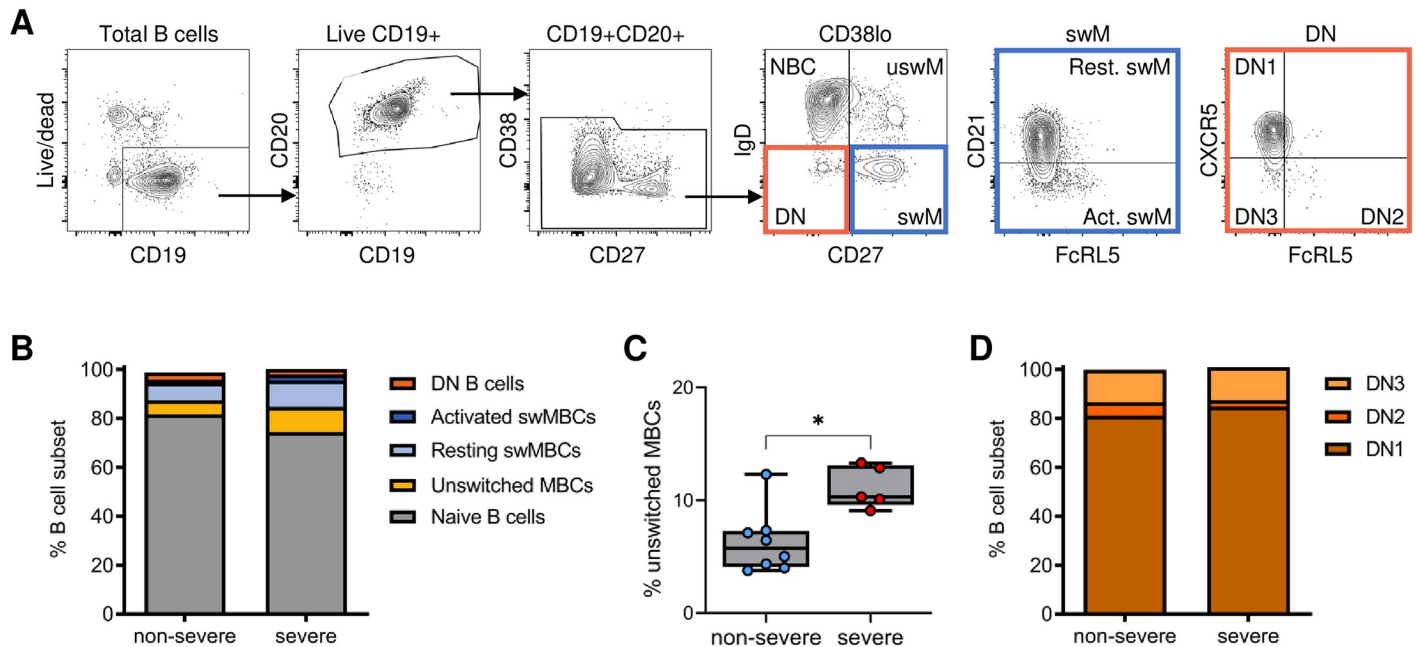 A
Total B cells
Live/dead
CD19
Live CD19+
CD20
CD19
CD19+CD20+
CD38
CD27
CD38lo
NBC
uswM
IgD
DN
swM
CD27
swM
Rest. swM
CD21
Act. swM
FcRL5
DN
DN1
CXCR5
DN3
DN2
FcRL5
B
% B cell subset
100
80
60
40
20
0
non-severe
severe
DN B cells
Activated swMBCs
Resting swMBCs
Unswitched MBCs
Naive B cells
C
% unswitched MBCs
20
10
0
*
non-severe
severe
D
% B cell subset
100
80
60
40
20
0
non-severe
severe
DN3
DN2
DN1